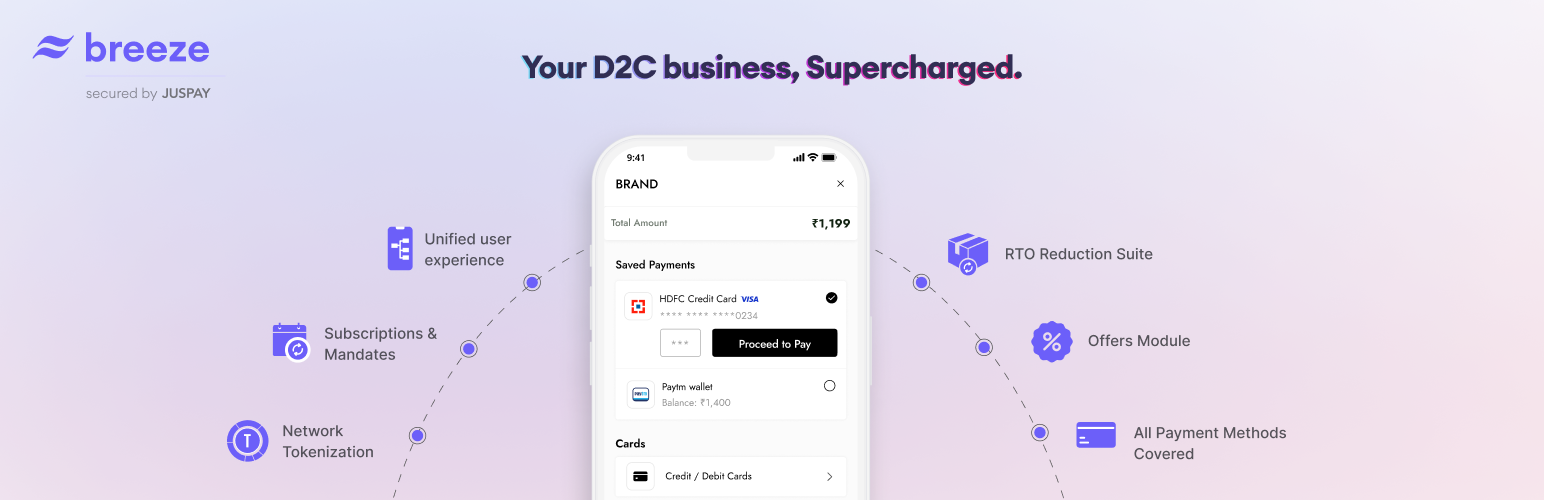 breeze
secured by JUSPAY
Your D2C business, Supercharged.
Unified user
experience
Subscriptions &
Mandates
Network
Tokenization
T
9:41
BRAND
Total Amount ₹1,199
Saved Payments
HDFC Credit Card VISA
**** **** ****0234
*** Proceed to Pay
Paytm wallet
Balance: ₹1,400
Cards
Credit / Debit Cards
RTO Reduction Suite
%
Offers Module
All Payment Methods
Covered